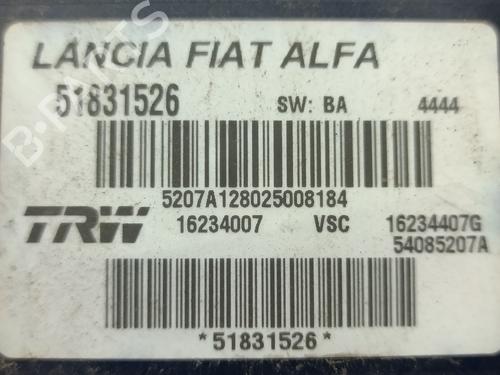 LANCIA FIAT ALFA
51831526 SW: BA 4444
5207A128025008184
TRW 16234007 VSC 16234407G
54085207A
*51831526*
B-PARTS